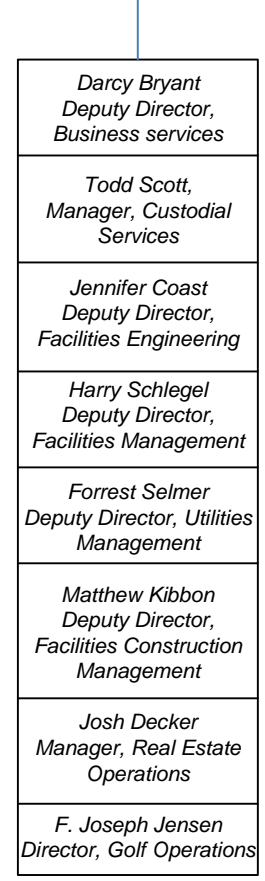 Darcy Bryant
Deputy Director,
Business services
Todd Scott,
Manager, Custodial
Services
Jennifer Coast
Deputy Director,
Facilities Engineering
Harry Schlegel
Deputy Director,
Facilities Management
Forrest Selmer
Deputy Director, Utilities
Management
Matthew Kibbon
Deputy Director,
Facilities Construction
Management
Josh Decker
Manager, Real Estate
Operations
F. Joseph Jensen
Director, Golf Operations